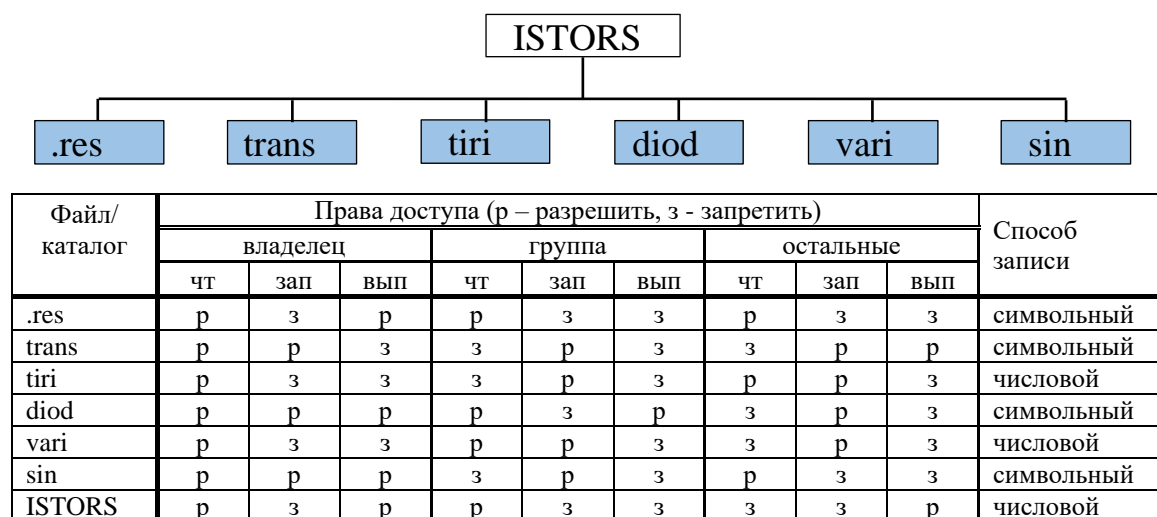 ISTORS
.res trans tiri diod vari sin
Файл/ каталог Права доступа (р – разрешить, з - запретить) Способ записи
владелец группа остальные
чт зап вып чт зап вып чт зап вып
.res р з р р з з р з з символьный
trans р р з з р з з р р символьный
tiri р з з з р з р р з числовой
diod р р р р з р з р з символьный
vari р з з р р з з р з числовой
sin р р р з р з р з з символьный
ISTORS р з р р з з з з р числовой